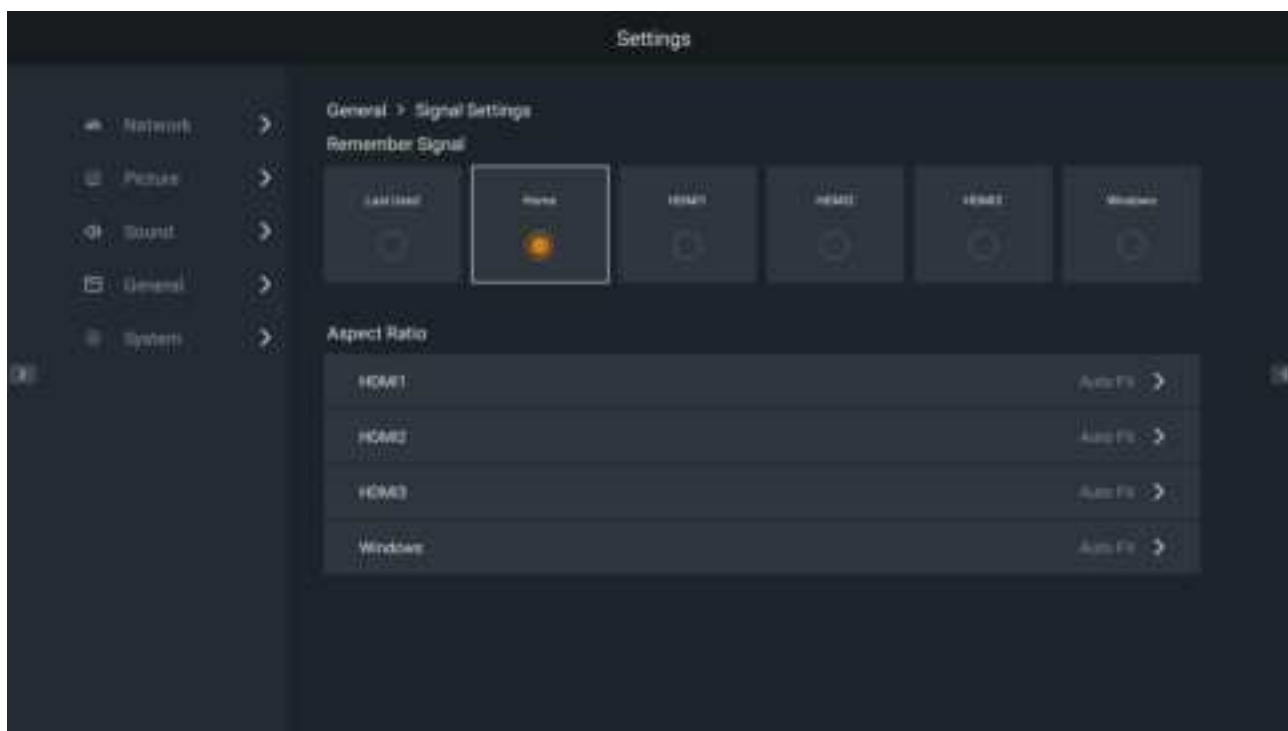 Settings
Network
Picture
Sound
General
System
General > Signal Settings
Remember Signal
Last Used
Home
HDMI1
HDMI2
HDMI3
Windows
Aspect Ratio
HDMI1 Auto Fit
HDMI2 Auto Fit
HDMI3 Auto Fit
Windows Auto Fit